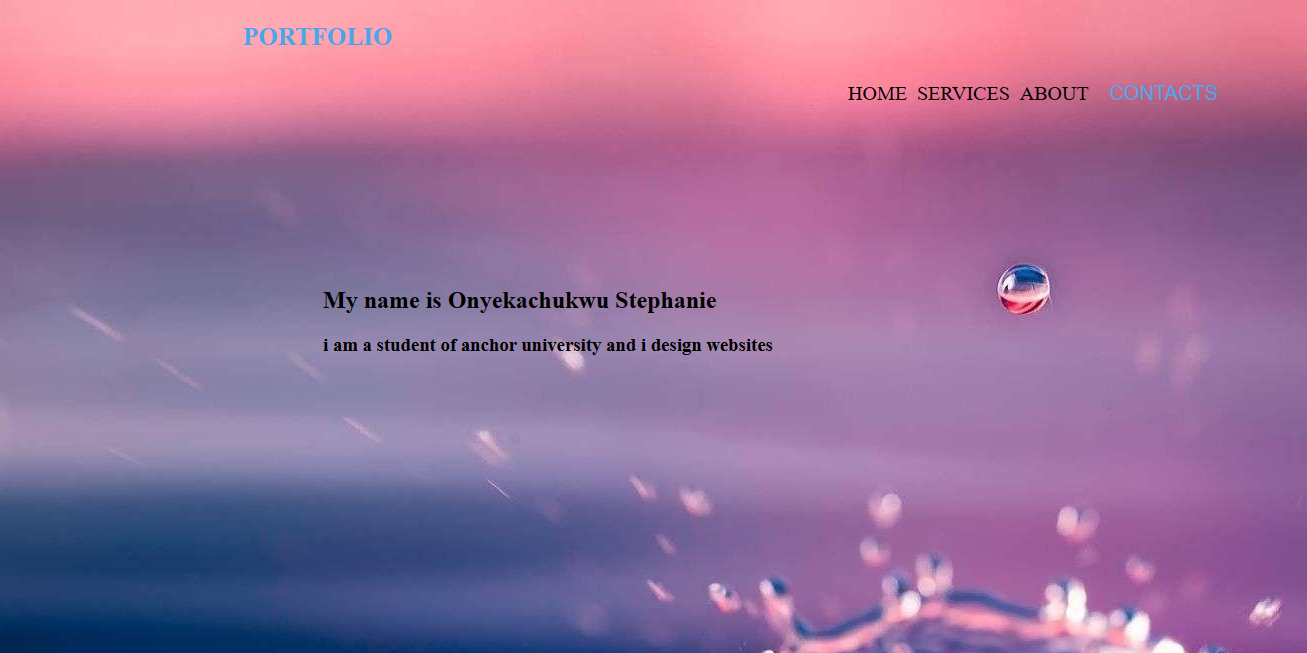 PORTFOLIO
HOME SERVICES ABOUT CONTACTS
My name is Onyekachukwu Stephanie
i am a student of anchor university and i design websites